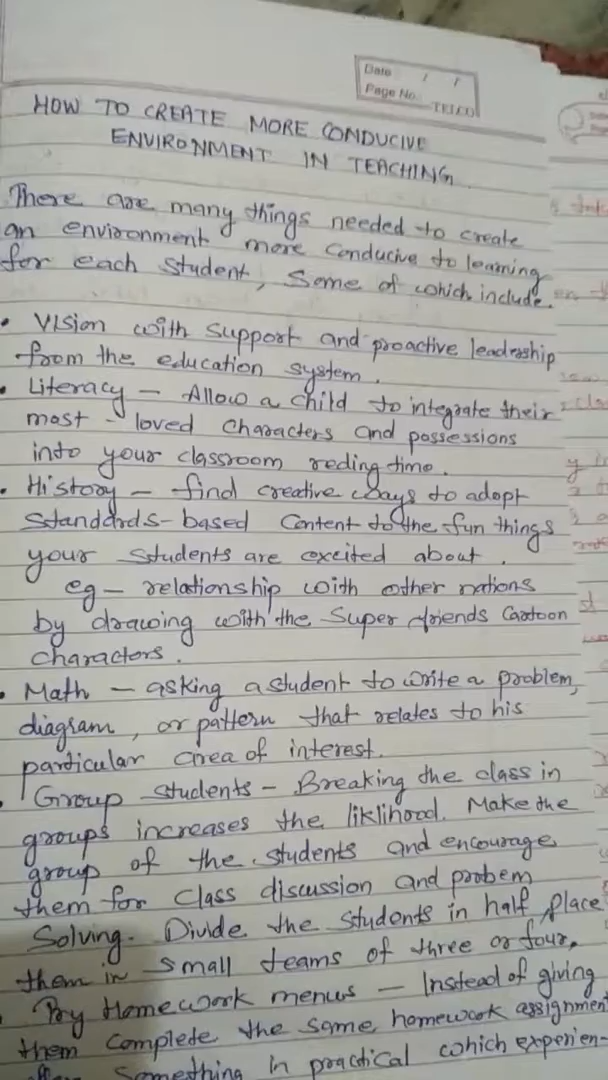 Date / /
Page No.
TELCO
HOW TO CREATE MORE CONDUCIVE
ENVIRONMENT IN TEACHING
There are many things needed to create
an environment more conducive to learning
for each student, Some of which include.
• Vision with support and proactive leadership
from the education system.
• Literacy - Allow a child to integrate their
most-loved characters and possessions
into your classroom reding time.
• History - find creative ways to adopt
Standards-based Content to the fun things
your students are excited about.
eg - relationship with other nations
by drawing with the Super friends Cartoon
characters.
• Math - asking a student to write a problem,
diagram, or pattern that relates to his
particular area of interest.
• Group students - Breaking the class in
groups increases the liklihood. Make the
group of the students and encourage
them for class discussion and probem
Solving. Divide the students in half, place
them in small teams of three or four.
• Homework menus - Instead of giving
them complete the same homework assignment
Something in practical which experien-